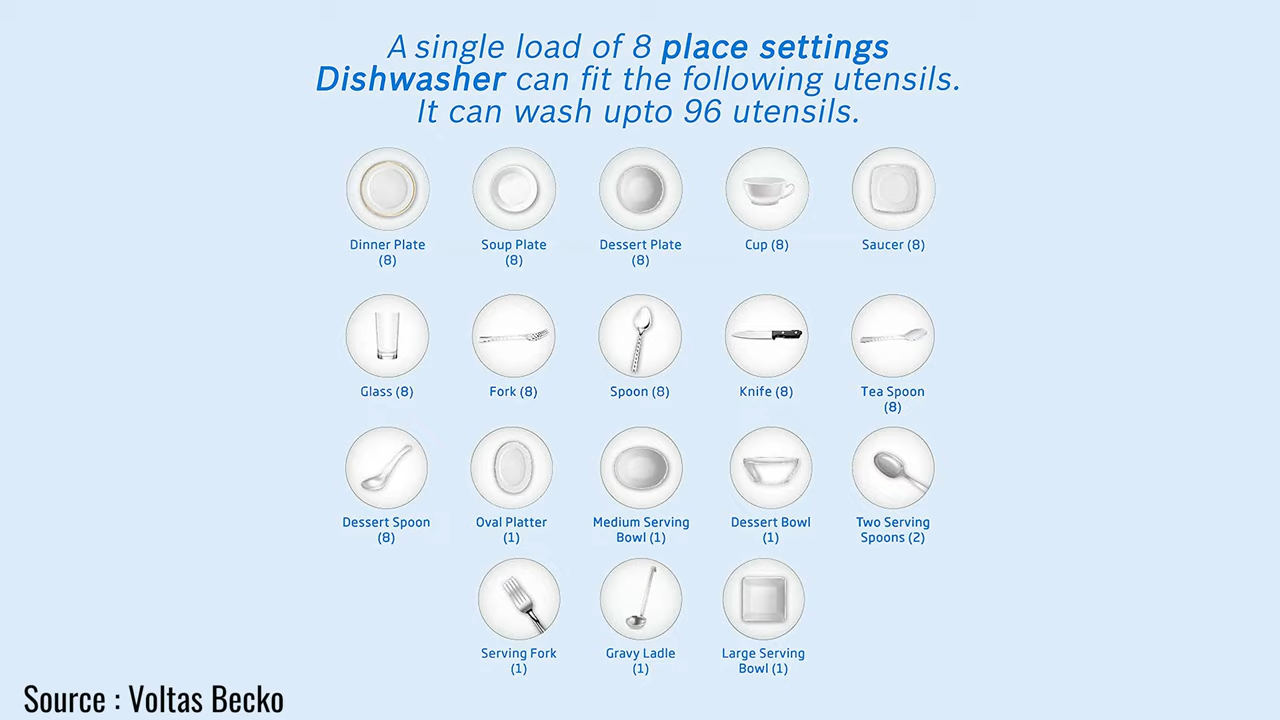 A single load of 8 place settings
Dishwasher can fit the following utensils.
It can wash upto 96 utensils.
Dinner Plate
(8)
Soup Plate
(8)
Dessert Plate
(8)
Cup (8)
Saucer (8)
Glass (8)
Fork (8)
Spoon (8)
Knife (8)
Tea Spoon
(8)
Dessert Spoon
(8)
Oval Platter
(1)
Medium Serving
Bowl (1)
Dessert Bowl
(1)
Two Serving
Spoons (2)
Serving Fork
(1)
Gravy Ladle
(1)
Large Serving
Bowl (1)
Source : Voltas Becko